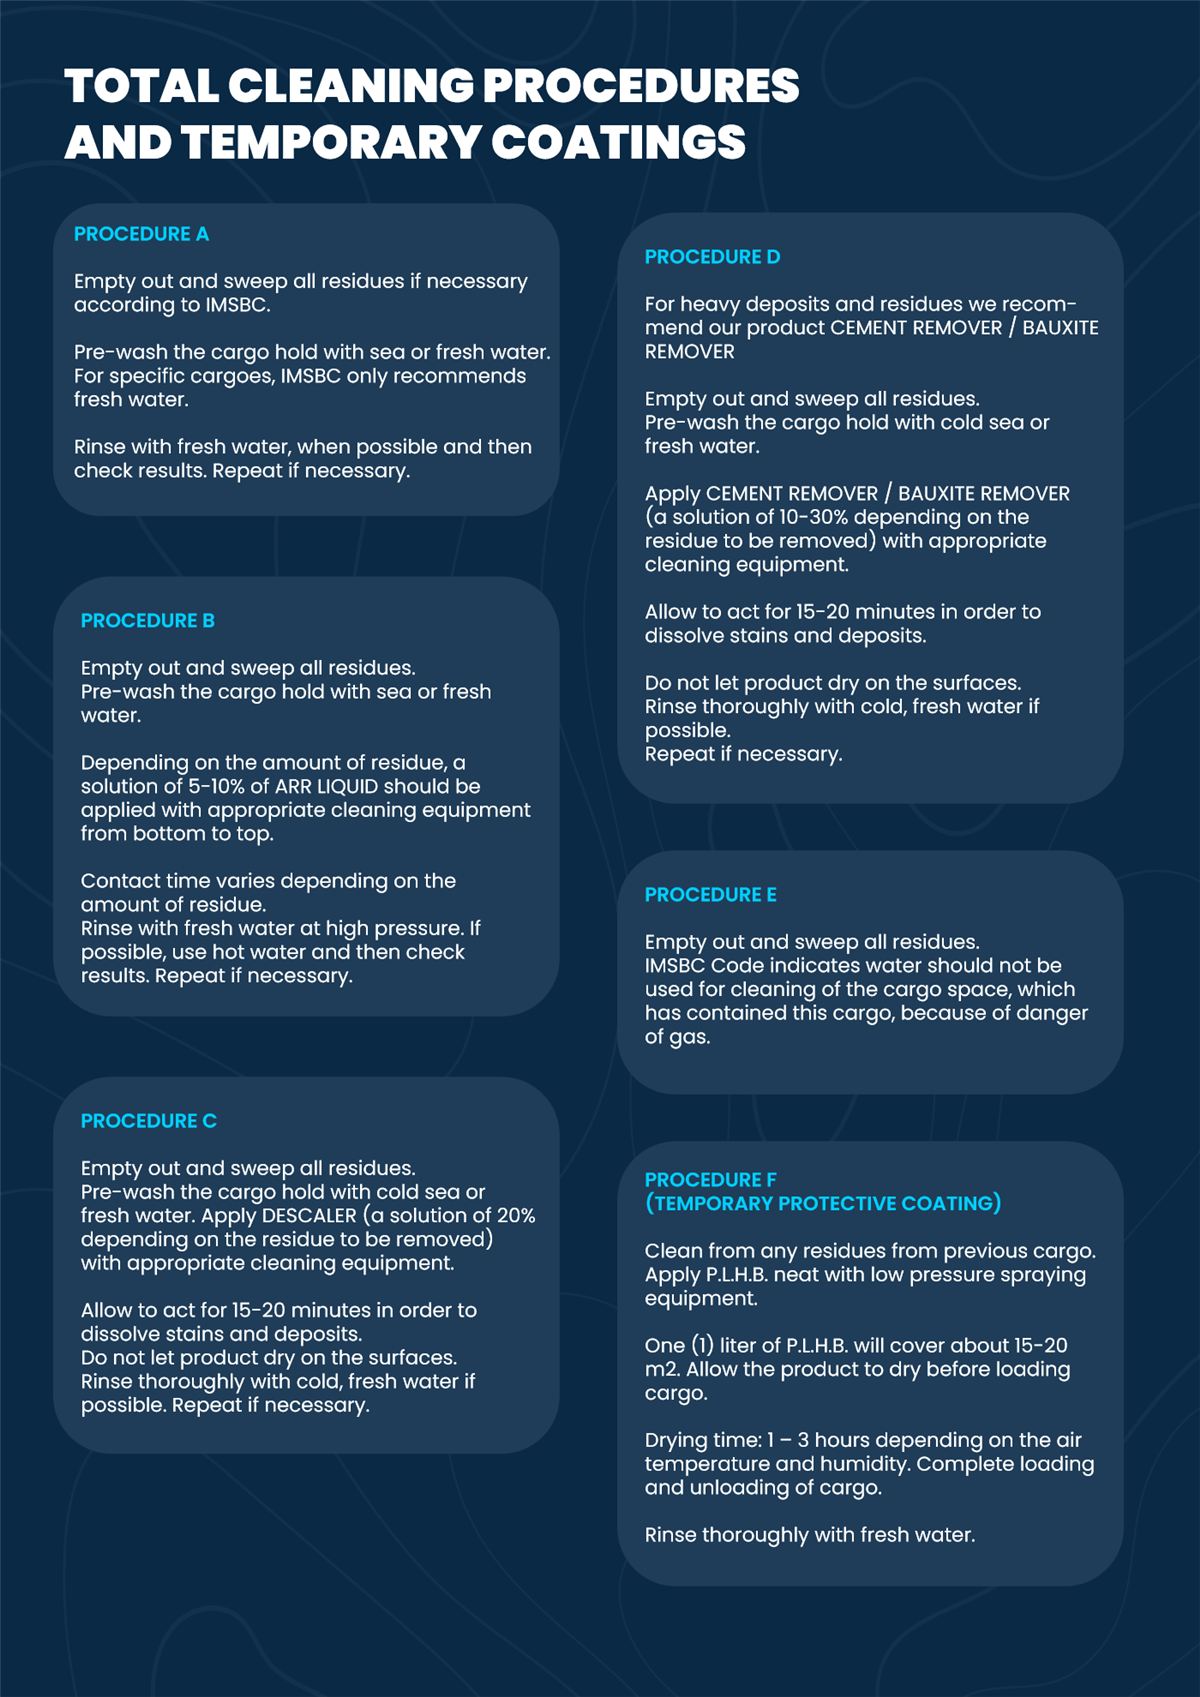 TOTAL CLEANING PROCEDURES
AND TEMPORARY COATINGS
PROCEDURE A
Empty out and sweep all residues if necessary
according to IMSBC.
Pre-wash the cargo hold with sea or fresh water.
For specific cargoes, IMSBC only recommends
fresh water.
Rinse with fresh water, when possible and then
check results. Repeat if necessary.
PROCEDURE B
Empty out and sweep all residues.
Pre-wash the cargo hold with sea or fresh
water.
Depending on the amount of residue, a
solution of 5-10% of ARR LIQUID should be
applied with appropriate cleaning equipment
from bottom to top.
Contact time varies depending on the
amount of residue.
Rinse with fresh water at high pressure. If
possible, use hot water and then check
results. Repeat if necessary.
PROCEDURE C
Empty out and sweep all residues.
Pre-wash the cargo hold with cold sea or
fresh water. Apply DESCALER (a solution of 20%
depending on the residue to be removed)
with appropriate cleaning equipment.
Allow to act for 15-20 minutes in order to
dissolve stains and deposits.
Do not let product dry on the surfaces.
Rinse thoroughly with cold, fresh water if
possible. Repeat if necessary.
PROCEDURE D
For heavy deposits and residues we recom-
mend our product CEMENT REMOVER / BAUXITE
REMOVER
Empty out and sweep all residues.
Pre-wash the cargo hold with cold sea or
fresh water.
Apply CEMENT REMOVER / BAUXITE REMOVER
(a solution of 10-30% depending on the
residue to be removed) with appropriate
cleaning equipment.
Allow to act for 15-20 minutes in order to
dissolve stains and deposits.
Do not let product dry on the surfaces.
Rinse thoroughly with cold, fresh water if
possible.
Repeat if necessary.
PROCEDURE E
Empty out and sweep all residues.
IMSBC Code indicates water should not be
used for cleaning of the cargo space, which
has contained this cargo, because of danger
of gas.
PROCEDURE F
(TEMPORARY PROTECTIVE COATING)
Clean from any residues from previous cargo.
Apply P.L.H.B. neat with low pressure spraying
equipment.
One (1) liter of P.L.H.B. will cover about 15-20
m2. Allow the product to dry before loading
cargo.
Drying time: 1 – 3 hours depending on the air
temperature and humidity. Complete loading
and unloading of cargo.
Rinse thoroughly with fresh water.